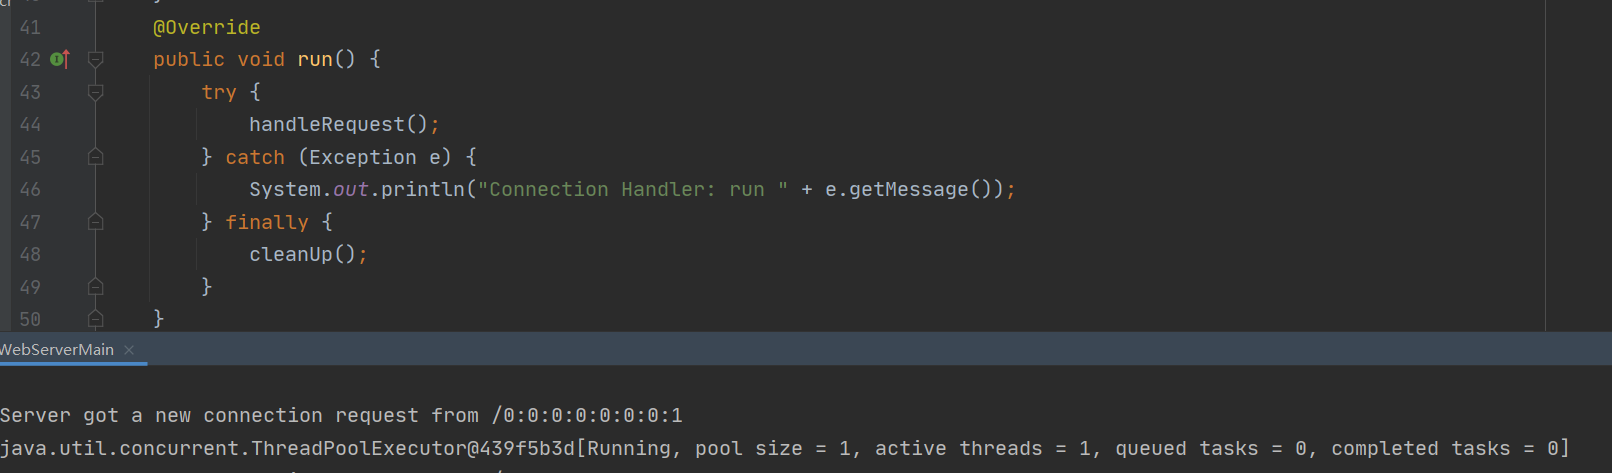 41 @Override
42 public void run() {
43 try {
44 handleRequest();
45 } catch (Exception e) {
46 System.out.println("Connection Handler: run " + e.getMessage());
47 } finally {
48 cleanUp();
49 }
50 }
WebServerMain
Server got a new connection request from /0:0:0:0:0:0:0:1
java.util.concurrent.ThreadPoolExecutor@439f5b3d[Running, pool size = 1, active threads = 1, queued tasks = 0, completed tasks = 0]